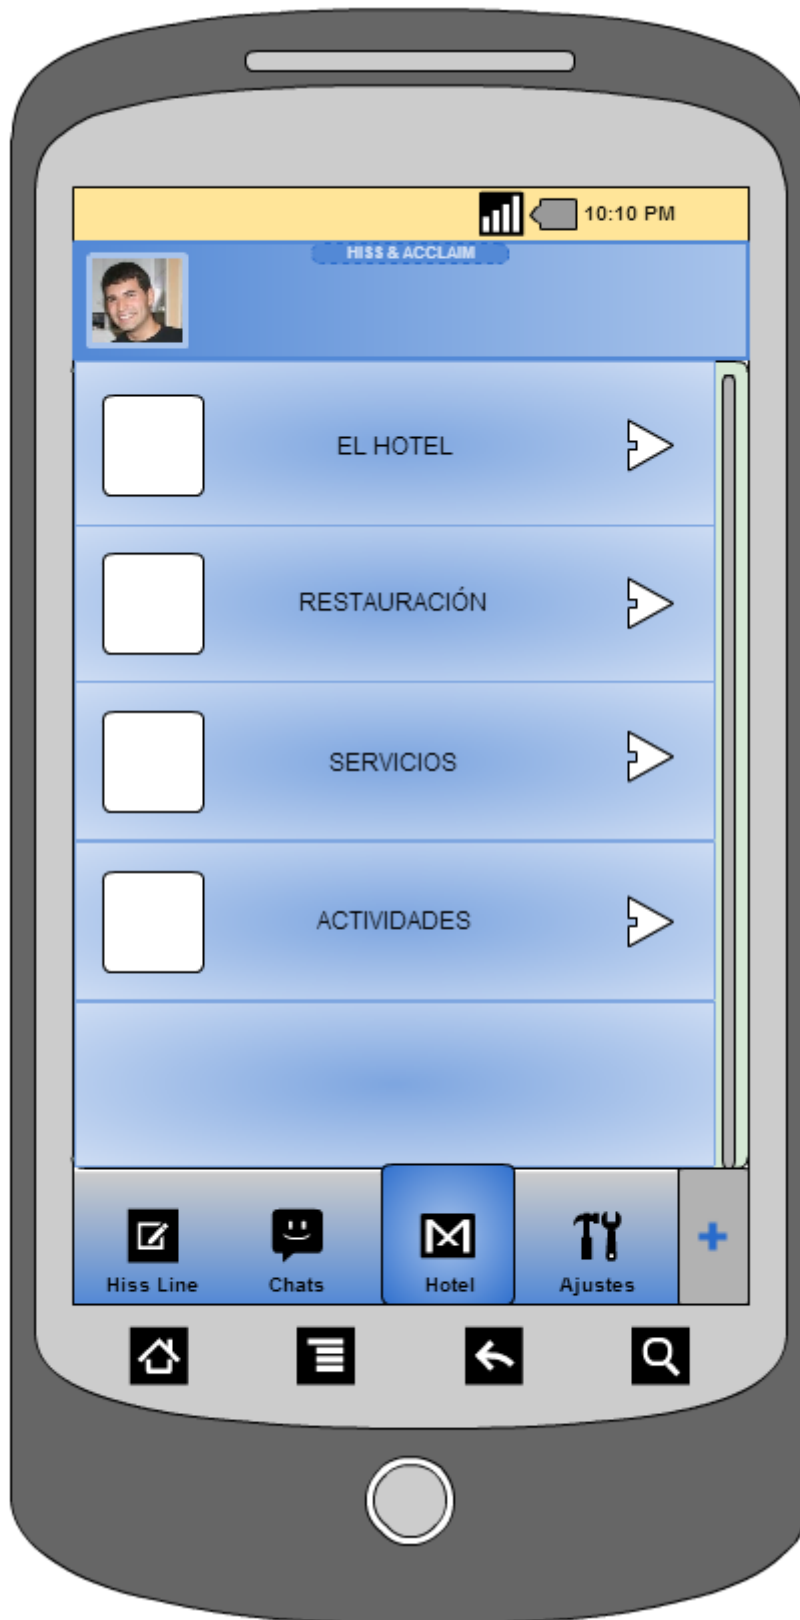 10:10 PM
HISS & ACCLAIM
EL HOTEL
RESTAURACIÓN
SERVICIOS
ACTIVIDADES
Hiss Line
Chats
Hotel
Ajustes